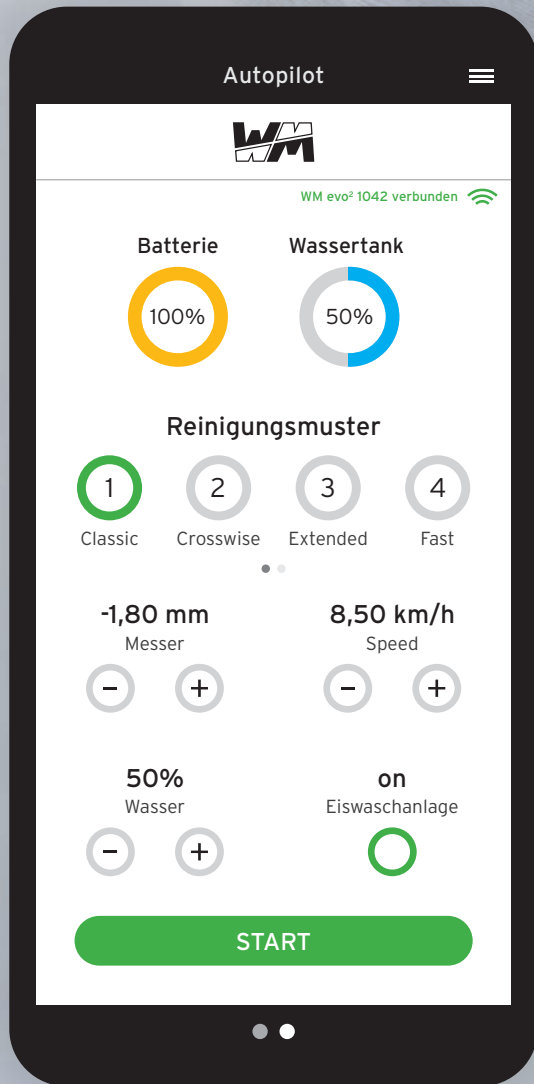 Autopilot
WM
WM evo² 1042 verbunden
Batterie Wassertank
100% 50%
Reinigungsmuster
1 2 3 4
Classic Crosswise Extended Fast
-1,80 mm 8,50 km/h
Messer Speed
- + - +
50% on
Wasser Eiswaschanlage
- +
START